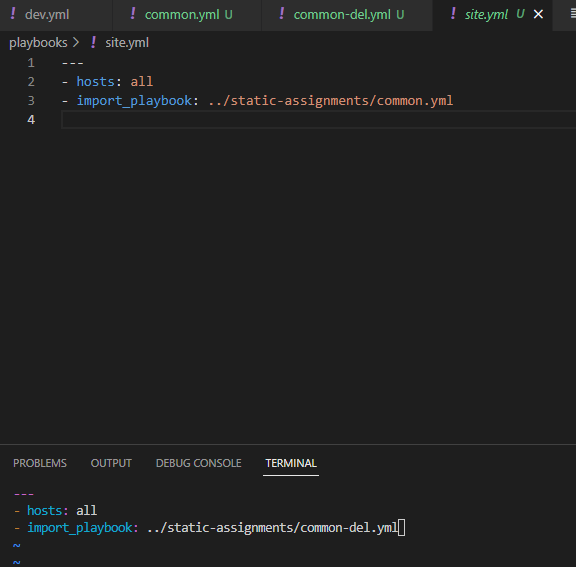 ! dev.yml ! common.yml U ! common-del.yml U ! site.yml U ×
playbooks > ! site.yml
1 ---
2 - hosts: all
3 - import_playbook: ../static-assignments/common.yml
4
PROBLEMS OUTPUT DEBUG CONSOLE TERMINAL
---
- hosts: all
- import_playbook: ../static-assignments/common-del.yml
~
~